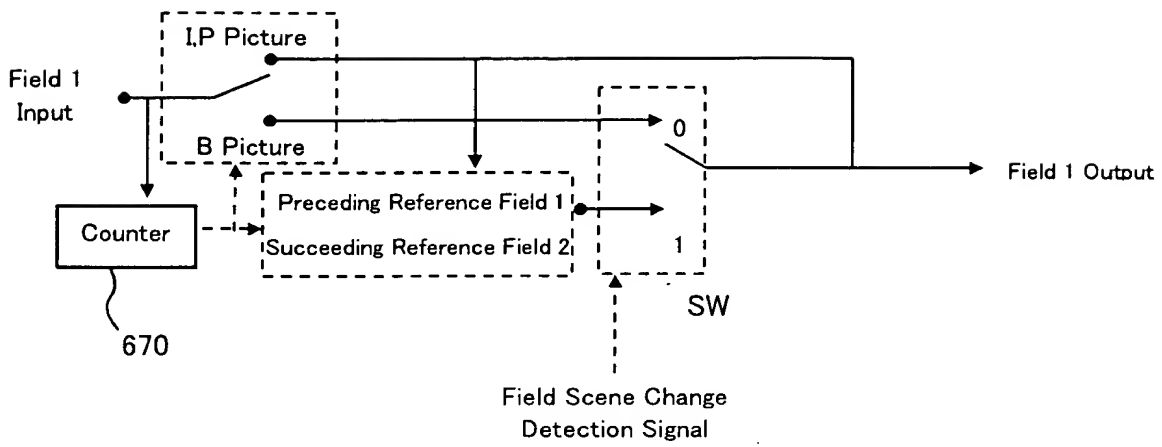 I,P Picture
Field 1
Input
B Picture
0
Field 1 Output
Preceding Reference Field 1
Counter
Succeeding Reference Field 2
1
SW
670
Field Scene Change
Detection Signal